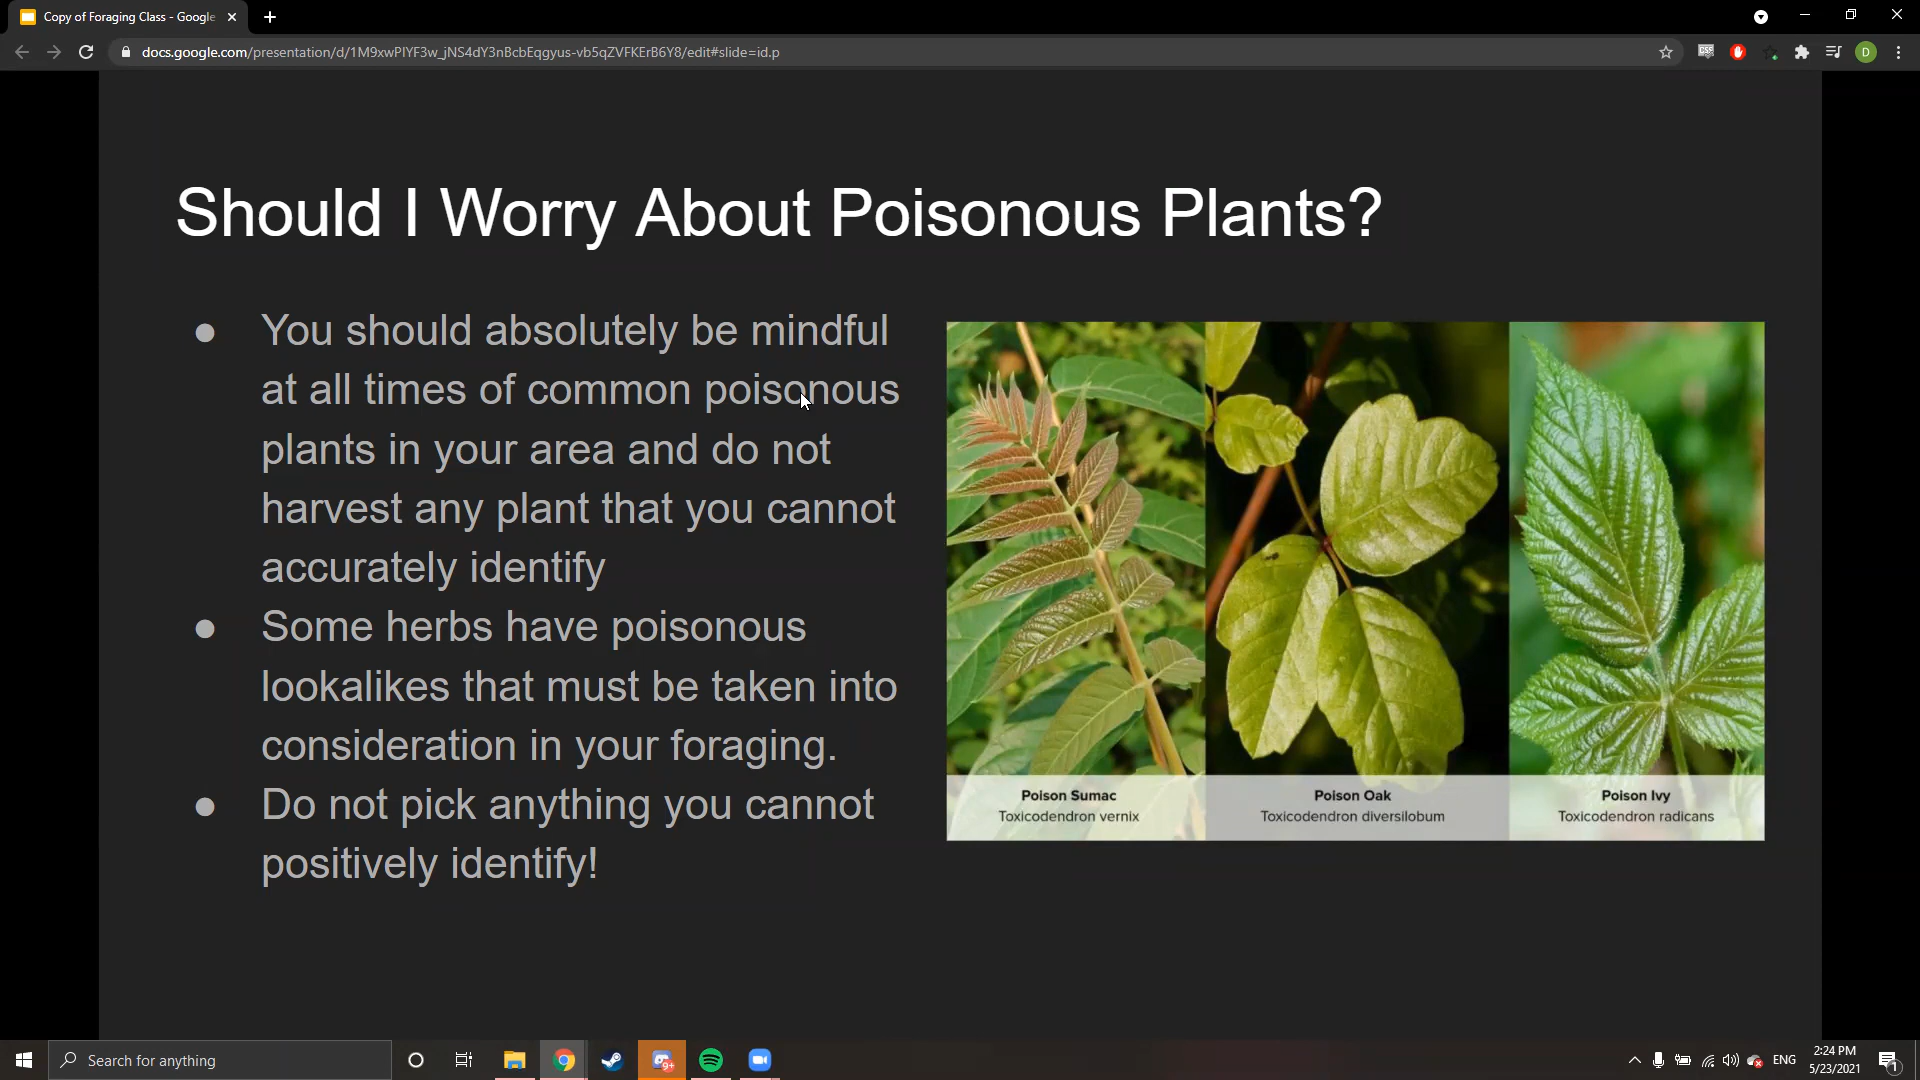 Copy of Foraging Class - Google
docs.google.com/presentation/d/1M9xwPIYF3w_jNS4dY3nBcbEqgyus-vb5qZVFKErB6Y8/edit#slide=id.p
D
Should I Worry About Poisonous Plants?
● You should absolutely be mindful
at all times of common poisonous
plants in your area and do not
harvest any plant that you cannot
accurately identify
● Some herbs have poisonous
lookalikes that must be taken into
consideration in your foraging.
● Do not pick anything you cannot
positively identify!
Poison Sumac
Toxicodendron vernix
Poison Oak
Toxicodendron diversilobum
Poison Ivy
Toxicodendron radicans
Search for anything
9+
ENG
2:24 PM
5/23/2021
1